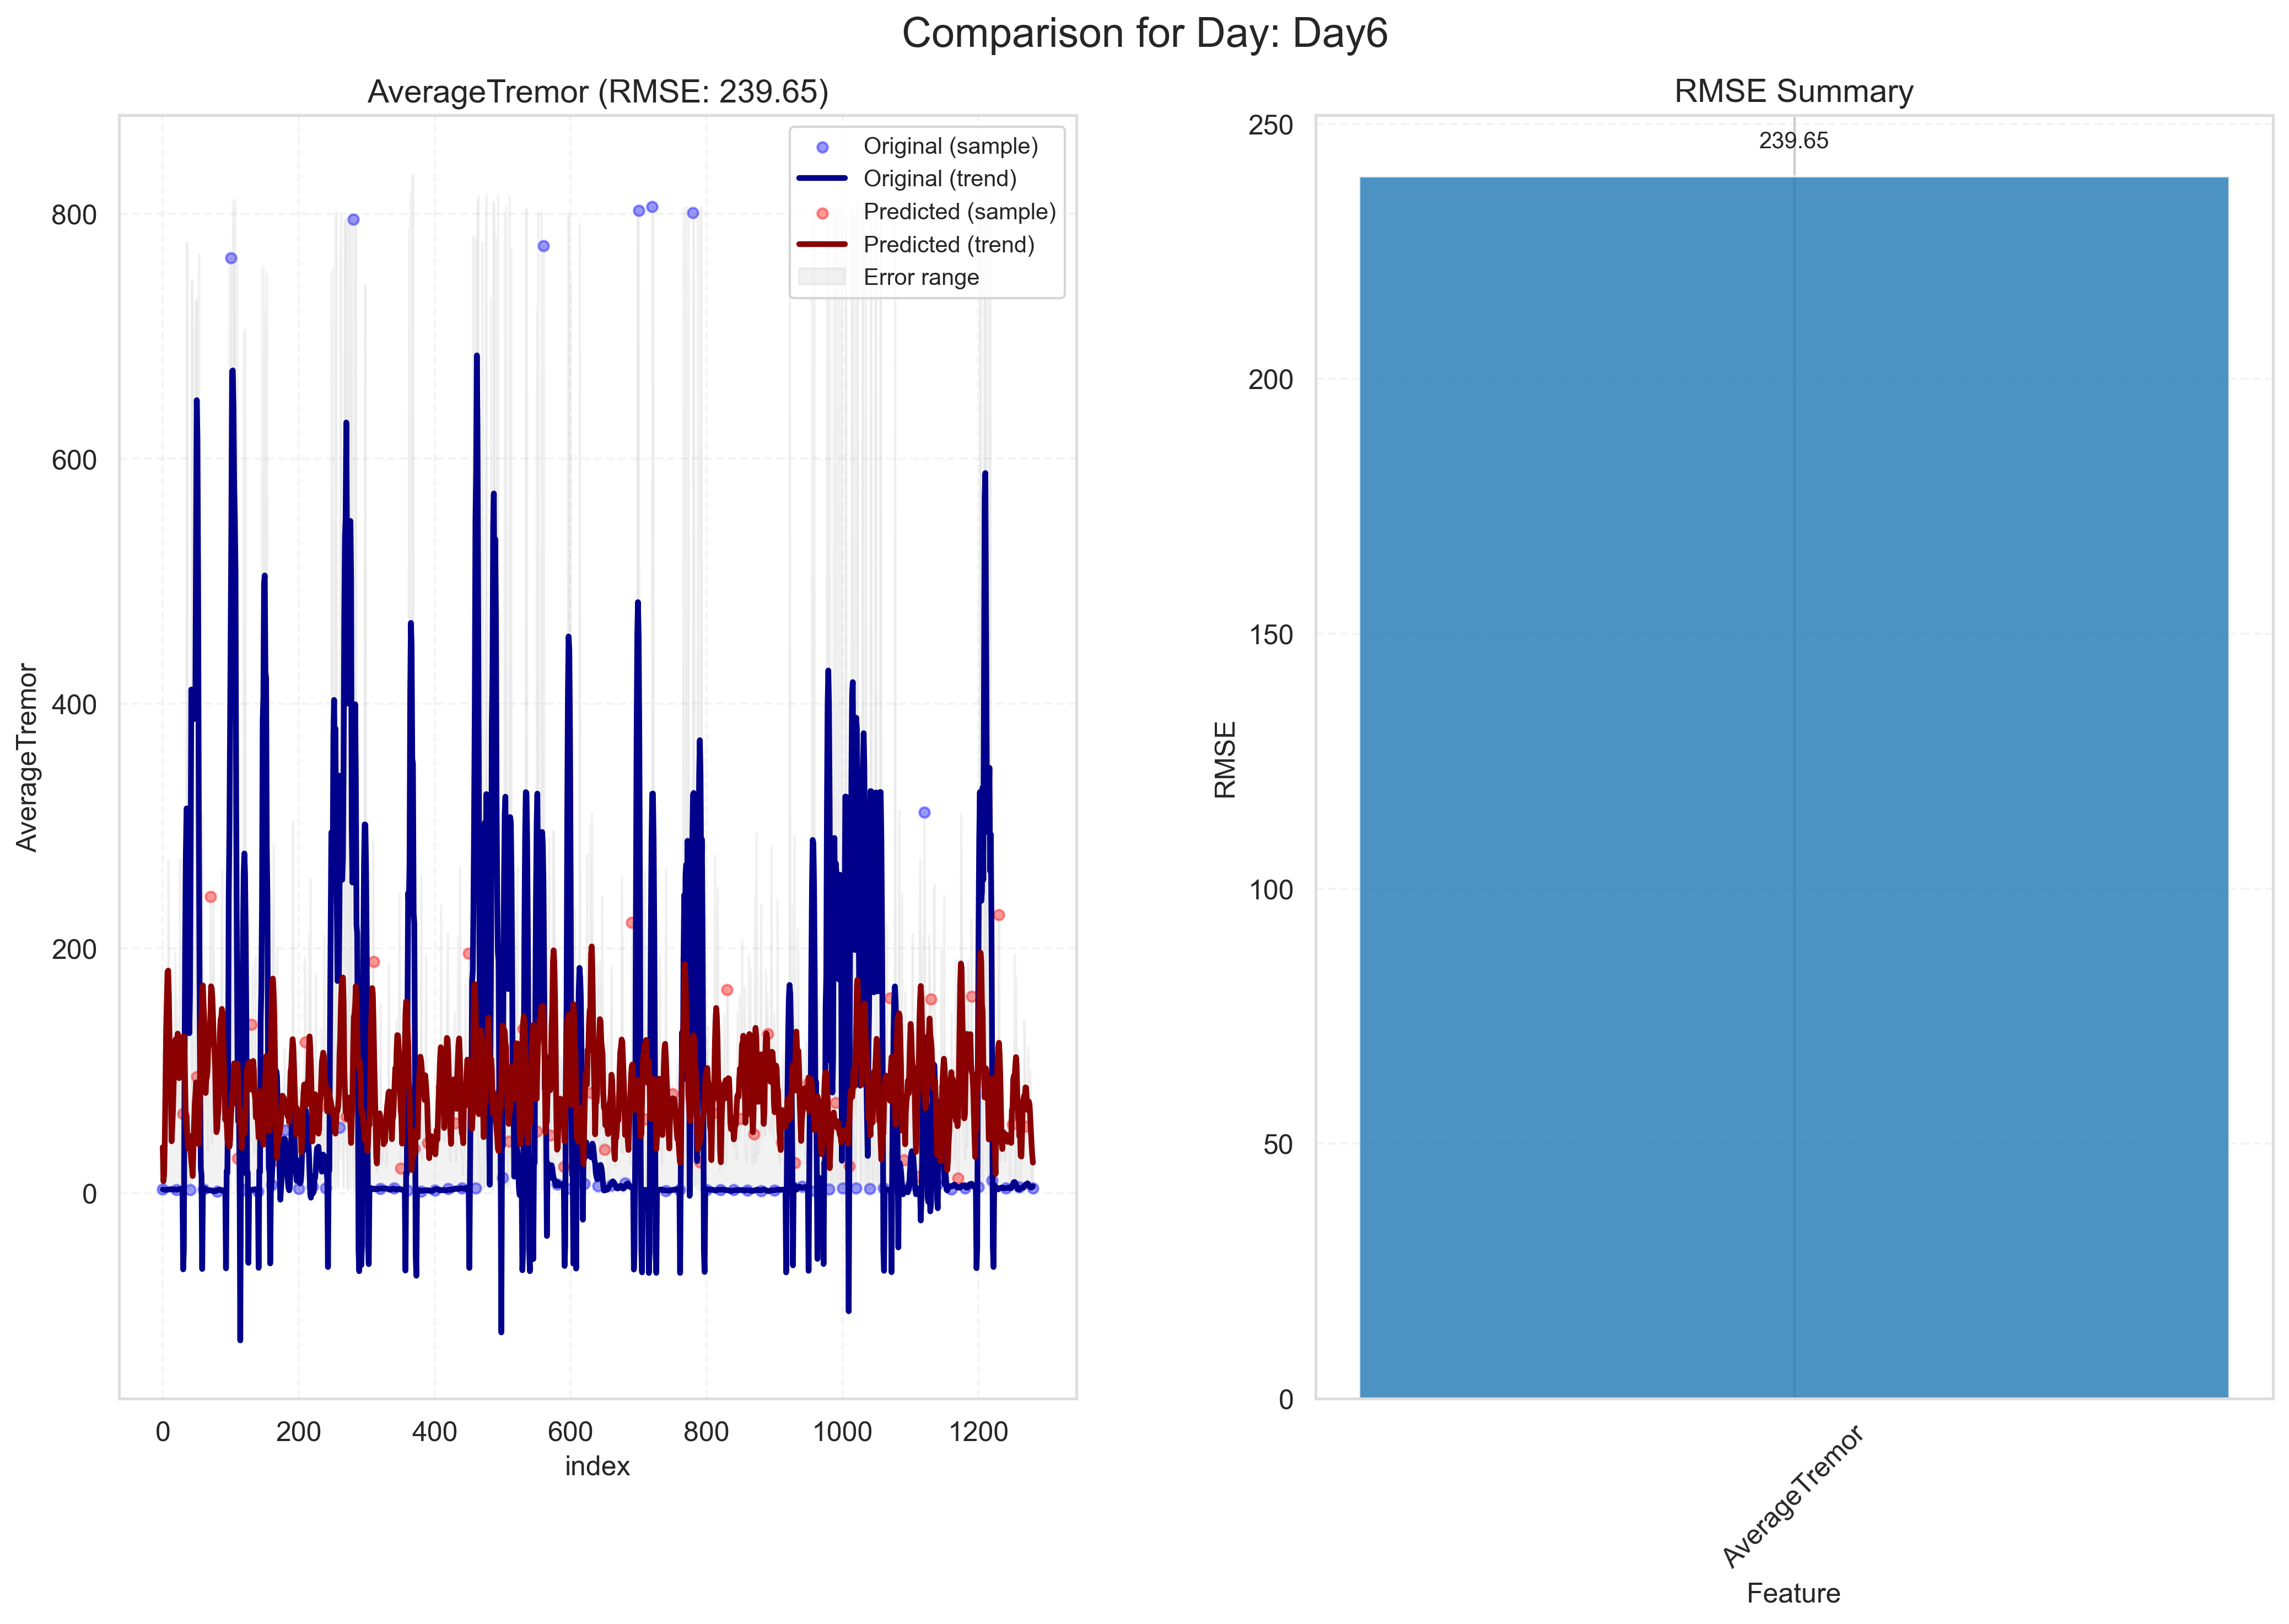 Comparison for Day: Day6
AverageTremor (RMSE: 239.65)
Original (sample)
Original (trend)
Predicted (sample)
Predicted (trend)
Error range
800
600
400
200
0
AverageTremor
0 200 400 600 800 1000 1200
index
RMSE Summary
239.65
250
200
150
100
50
0
RMSE
AverageTremor
Feature